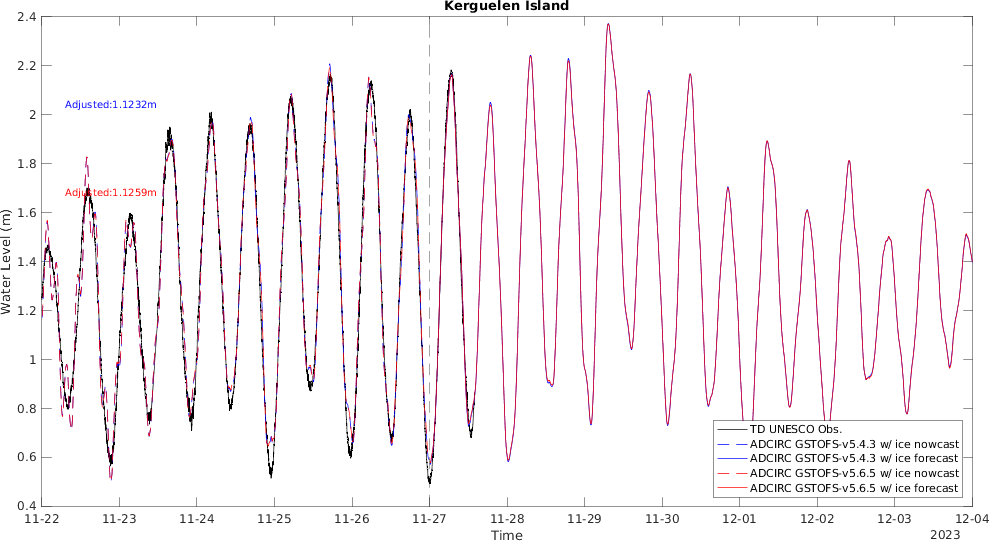 Kerguelen Island
2.4
2.2
2
1.8
1.6
1.4
1.2
1
0.8
0.6
0.4
Water Level (m)
Adjusted:1.1232m
Adjusted:1.1259m
TD UNESCO Obs.
ADCIRC GSTOFS-v5.4.3 w/ ice nowcast
ADCIRC GSTOFS-v5.4.3 w/ ice forecast
ADCIRC GSTOFS-v5.6.5 w/ ice nowcast
ADCIRC GSTOFS-v5.6.5 w/ ice forecast
11-22 11-23 11-24 11-25 11-26 11-27 11-28 11-29 11-30 12-01 12-02 12-03 12-04
Time
2023